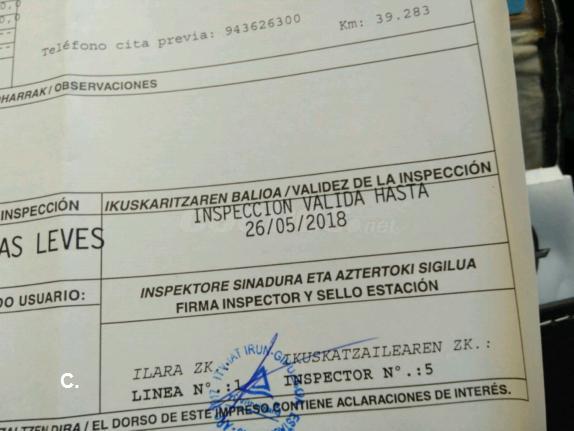 Teléfono cita previa: 943626300
Km: 39.283
OHARRAK / OBSERVACIONES
INSPECCIÓN
IKUSKARITZAREN BALIOA / VALIDEZ DE LA INSPECCIÓN
INSPECCION VALIDA HASTA
AS LEVES
26/05/2018
DO USUARIO:
INSPEKTORE SINADURA ETA AZTERTOKI SIGILUA
FIRMA INSPECTOR Y SELLO ESTACIÓN
ILARA ZK
IKUSKATZAILEAREN ZK.:
LINEA Nº.:1
INSPECTOR Nº.:5
C.
DIRA / EL DORSO DE ESTE IMPRESO CONTIENE ACLARACIONES DE INTERÉS.